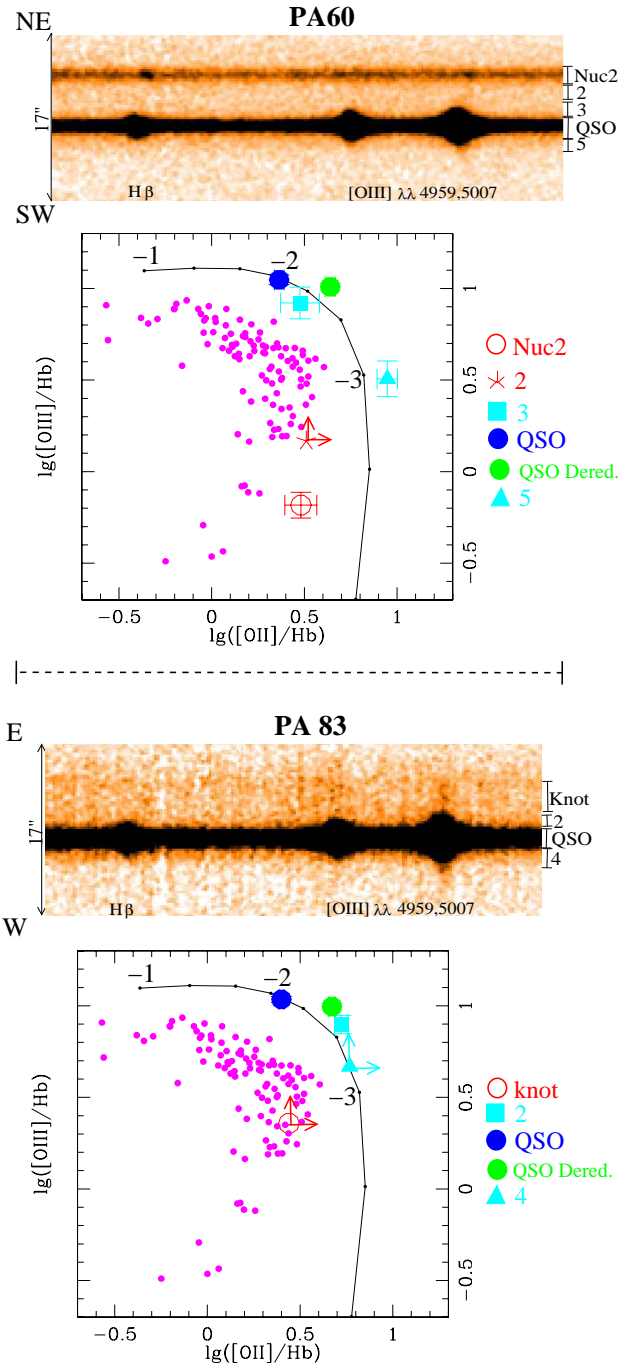 NE
PA60
17"
Nuc2
2
3
QSO
5
Hβ
[OIII] λλ 4959,5007
SW
−1
−2
−3
1
0.5
0
−0.5
lg([OIII]/Hb)
−0.5
0
0.5
1
lg([OII]/Hb)
Nuc2
2
3
QSO
QSO Dered.
5
PA 83
E
17"
Knot
2
QSO
4
Hβ
[OIII] λλ 4959,5007
W
−1
−2
−3
1
0.5
0
−0.5
lg([OIII]/Hb)
−0.5
0
0.5
1
lg([OII]/Hb)
knot
2
QSO
QSO Dered.
4